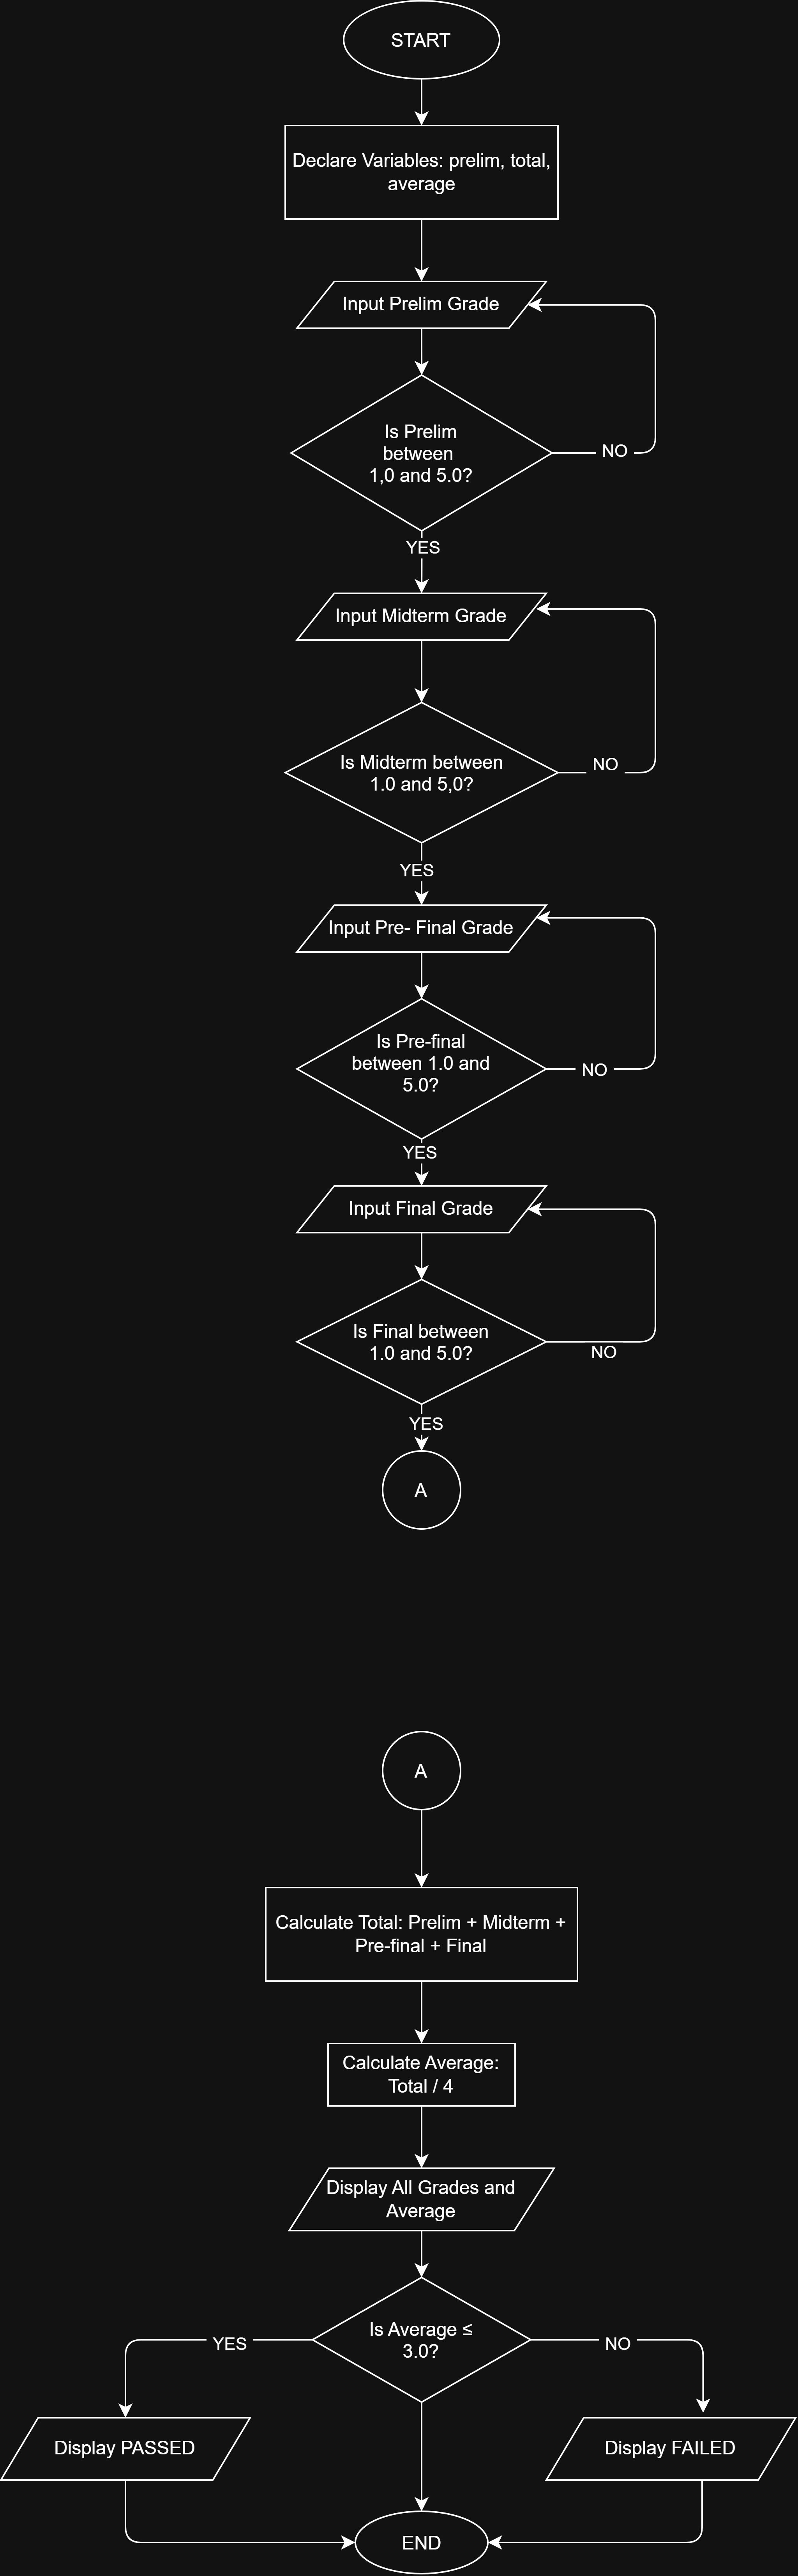 START
Declare Variables: prelim, total,
average
Input Prelim Grade
Is Prelim
between
1,0 and 5.0?
NO
YES
Input Midterm Grade
Is Midterm between
1.0 and 5,0?
NO
YES
Input Pre- Final Grade
Is Pre-final
between 1.0 and
5.0?
NO
YES
Input Final Grade
Is Final between
1.0 and 5.0?
NO
YES
A
A
Calculate Total: Prelim + Midterm +
Pre-final + Final
Calculate Average:
Total / 4
Display All Grades and
Average
Is Average ≤
3.0?
YES
NO
Display PASSED
Display FAILED
END